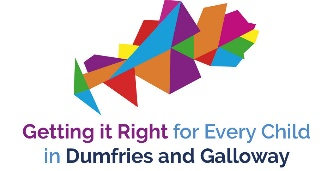 Getting it Right for Every Child
in Dumfries and Galloway